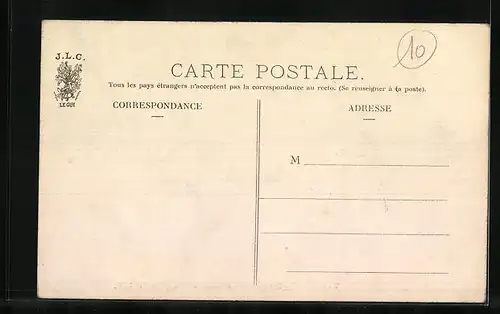 J.L.C.
LE GUI
10
CARTE POSTALE.
Tous les pays étrangers n'acceptent pas la correspondance au recto. (Se renseigner à la poste).
CORRESPONDANCE
ADRESSE
M